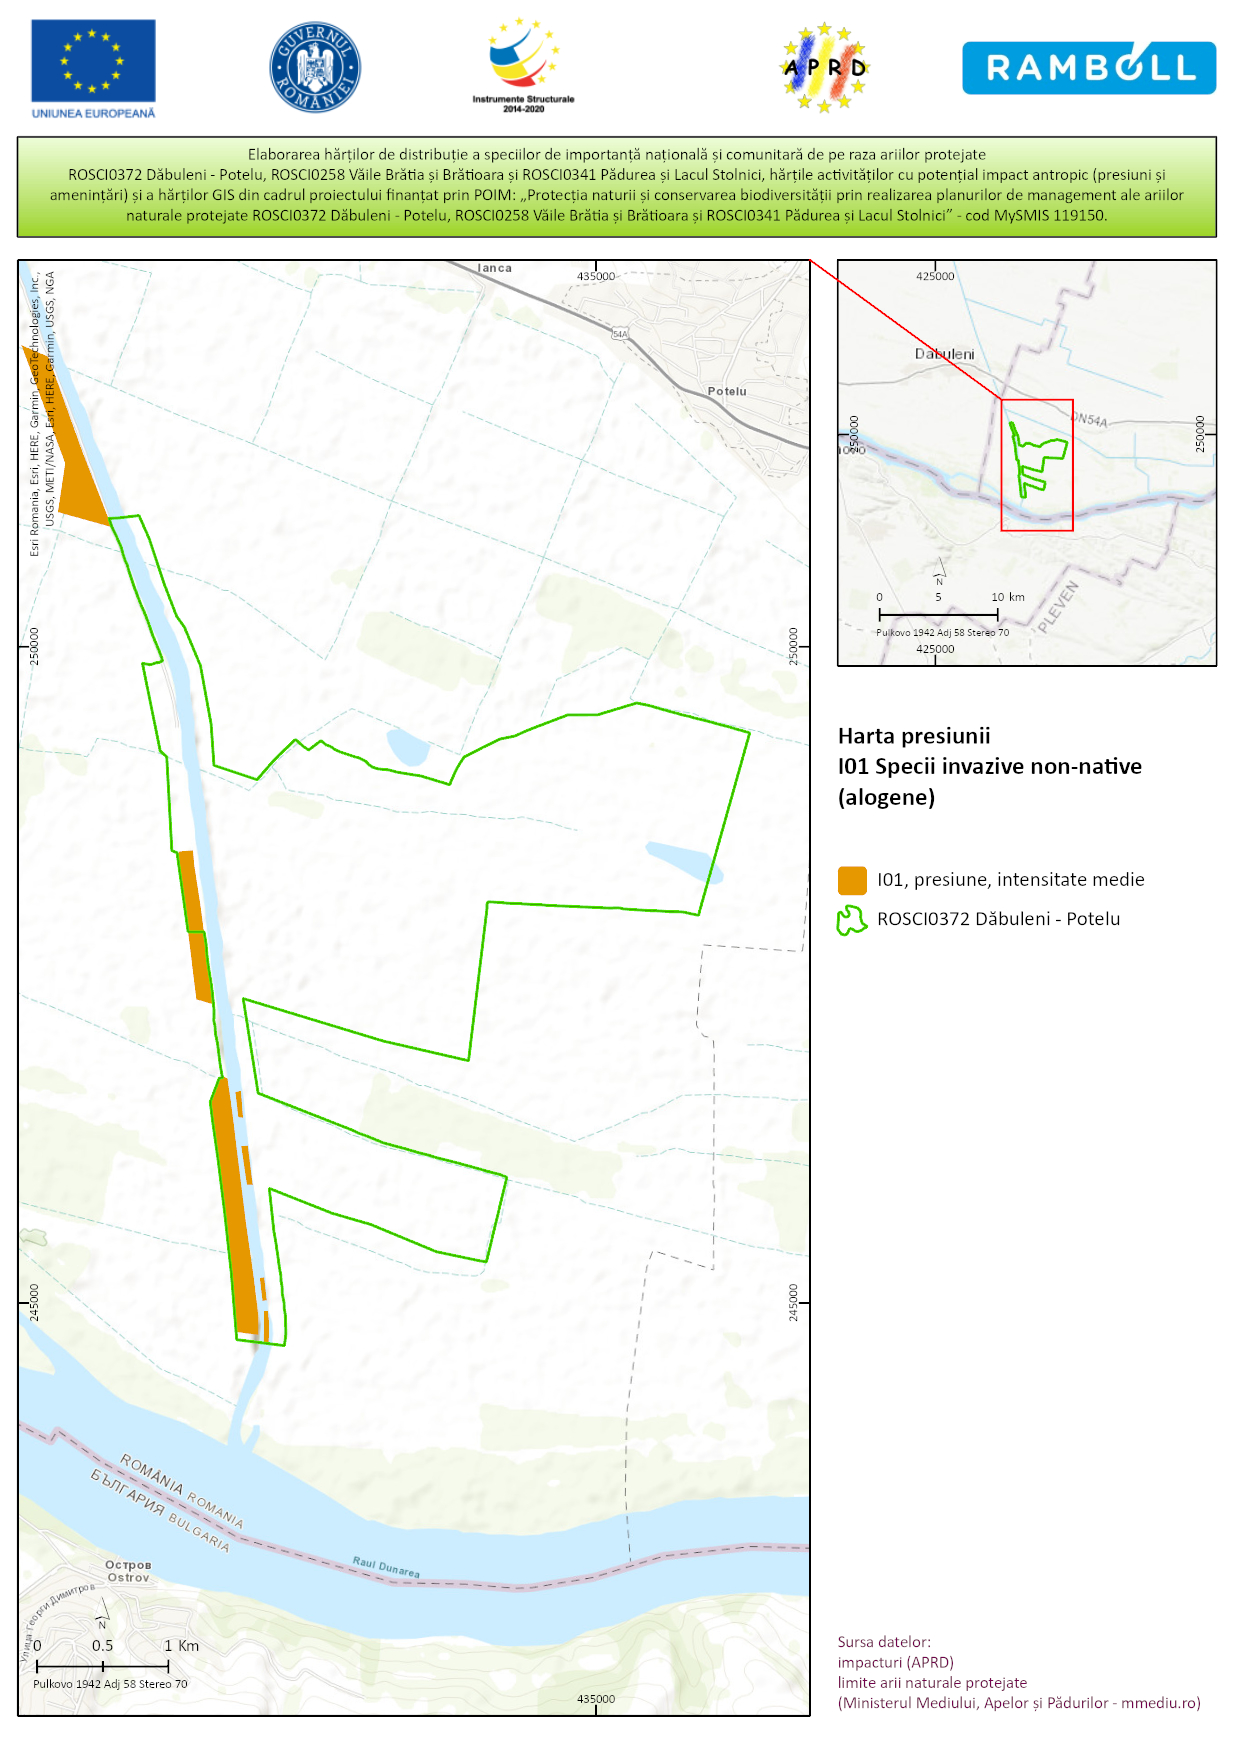 UNIUNEA EUROPEANĂ
GUVERNUL ROMÂNIEI
Instrumente Structurale
2014-2020
APRD
RAMBOLL
Elaborarea hărților de distribuție a speciilor de importanță națională și comunitară de pe raza ariilor protejate
ROSCI0372 Dăbuleni - Potelu, ROSCI0258 Văile Brătia și Brătioara și ROSCI0341 Pădurea și Lacul Stolnici, hărțile activităților cu potențial impact antropic (presiuni și
amenințări) și a hărților GIS din cadrul proiectului finanțat prin POIM: „Protecția naturii si conservarea biodiversității prin realizarea planurilor de management ale ariilor
naturale protejate ROSCI0372 Dăbuleni - Potelu, ROSCI0258 Văile Brătia și Brătioara și ROSCI0341 Pădurea și Lacul Stolnici” - cod MySMIS 119150.
Esri Romania, Esri, HERE, Garmin, GeoTechnologies, Inc.,
USGS, METI/NASA, Esri, HERE, Garmin, USGS, NGA
Ianca
435000
54A
Potelu
250000
250000
245000
245000
ROMÂNIA ROMANIA
БЪЛГАРИЯ BULGARIA
Raul Dunarea
Остров
Ostrov
Улица Георги Димитров
N
0 0.5 1 Km
Pulkovo 1942 Adj 58 Stereo 70
435000
425000
Dabuleni
DN54A
250000
250000
N
0 5 10 km
PLEVEN
Pulkovo 1942 Adj 58 Stereo 70
425000
Harta presiunii
I01 Specii invazive non-native
(alogene)
I01, presiune, intensitate medie
ROSCI0372 Dăbuleni - Potelu
Sursa datelor:
impacturi (APRD)
limite arii naturale protejate
(Ministerul Mediului, Apelor și Pădurilor - mmediu.ro)